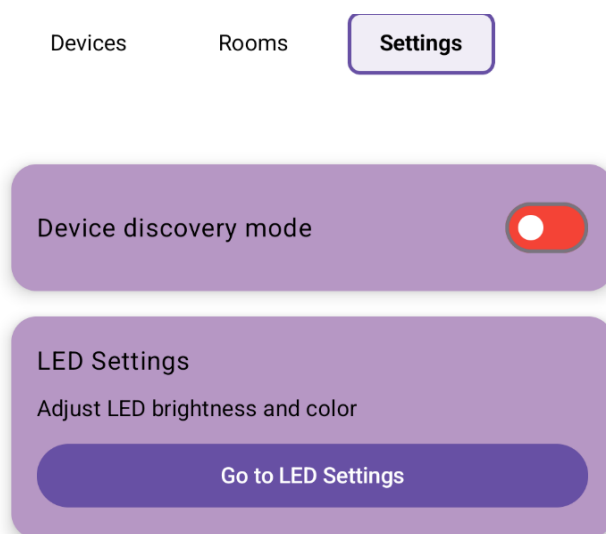 Devices Rooms Settings
Device discovery mode
LED Settings
Adjust LED brightness and color
Go to LED Settings